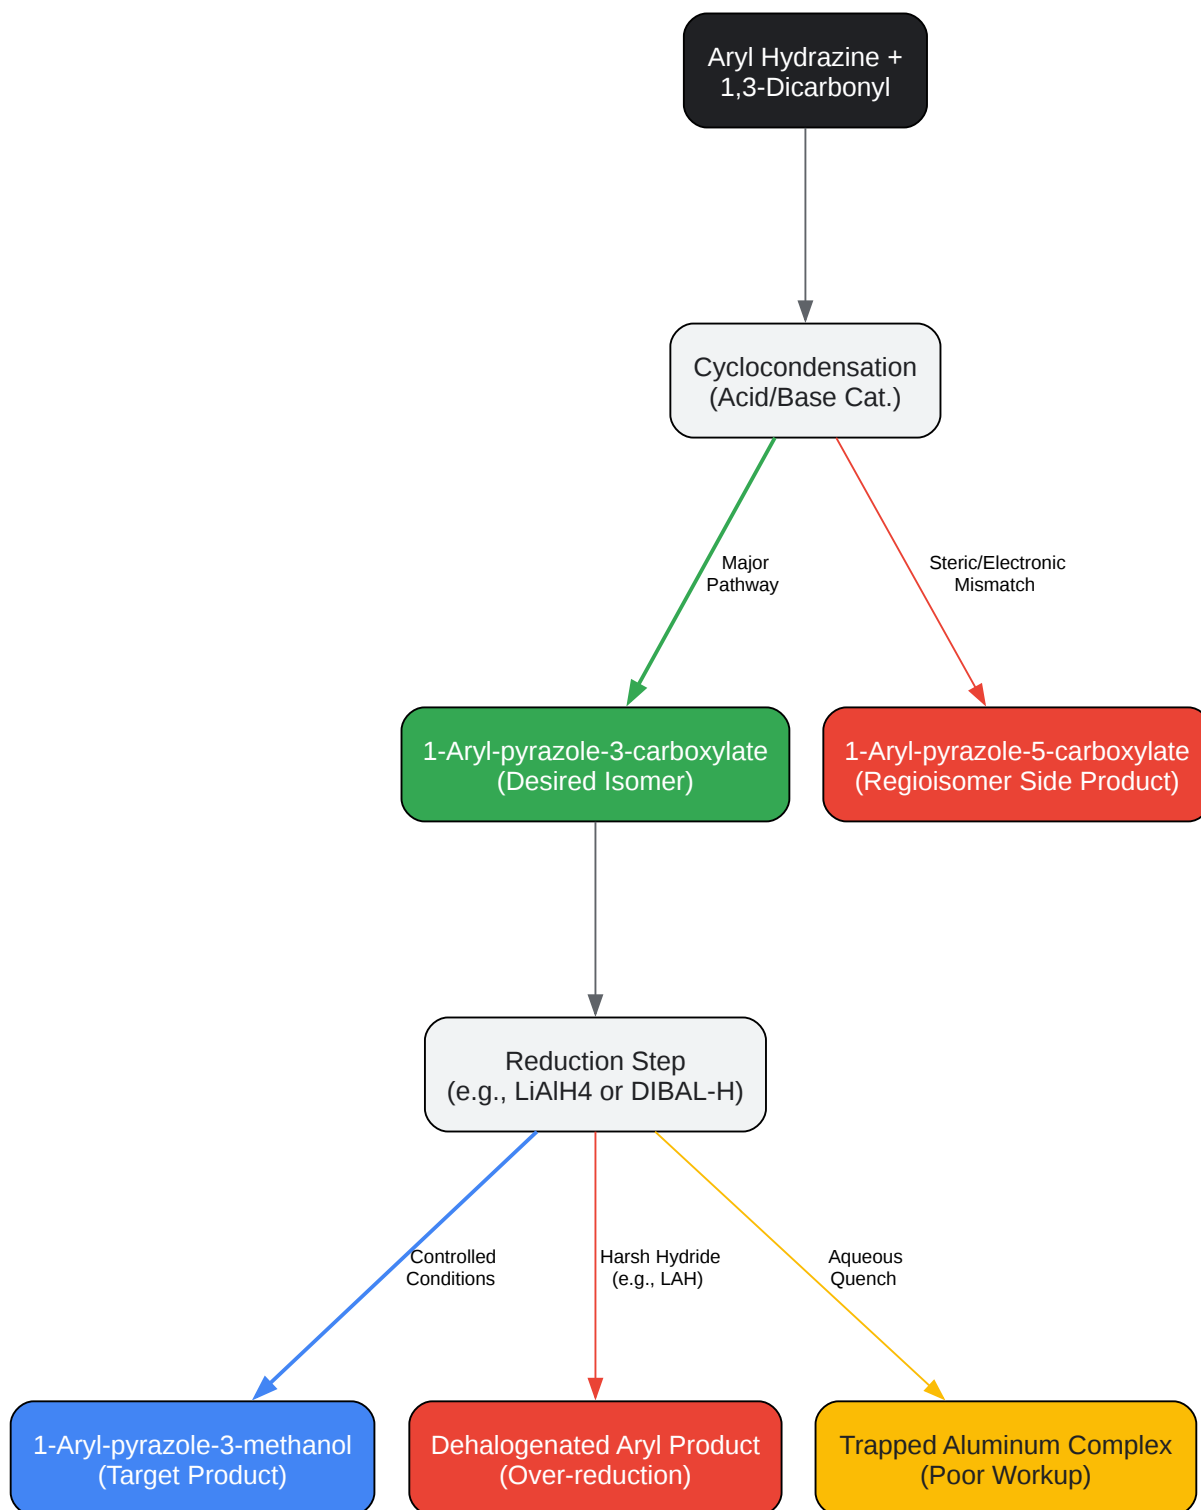 Aryl Hydrazine +
1,3-Dicarbonyl
Cyclocondensation
(Acid/Base Cat.)
Major
Pathway
Steric/Electronic
Mismatch
1-Aryl-pyrazole-3-carboxylate
(Desired Isomer)
1-Aryl-pyrazole-5-carboxylate
(Regioisomer Side Product)
Reduction Step
(e.g., LiAlH4 or DIBAL-H)
Controlled
Conditions
Harsh Hydride
(e.g., LAH)
Aqueous
Quench
1-Aryl-pyrazole-3-methanol
(Target Product)
Dehalogenated Aryl Product
(Over-reduction)
Trapped Aluminum Complex
(Poor Workup)